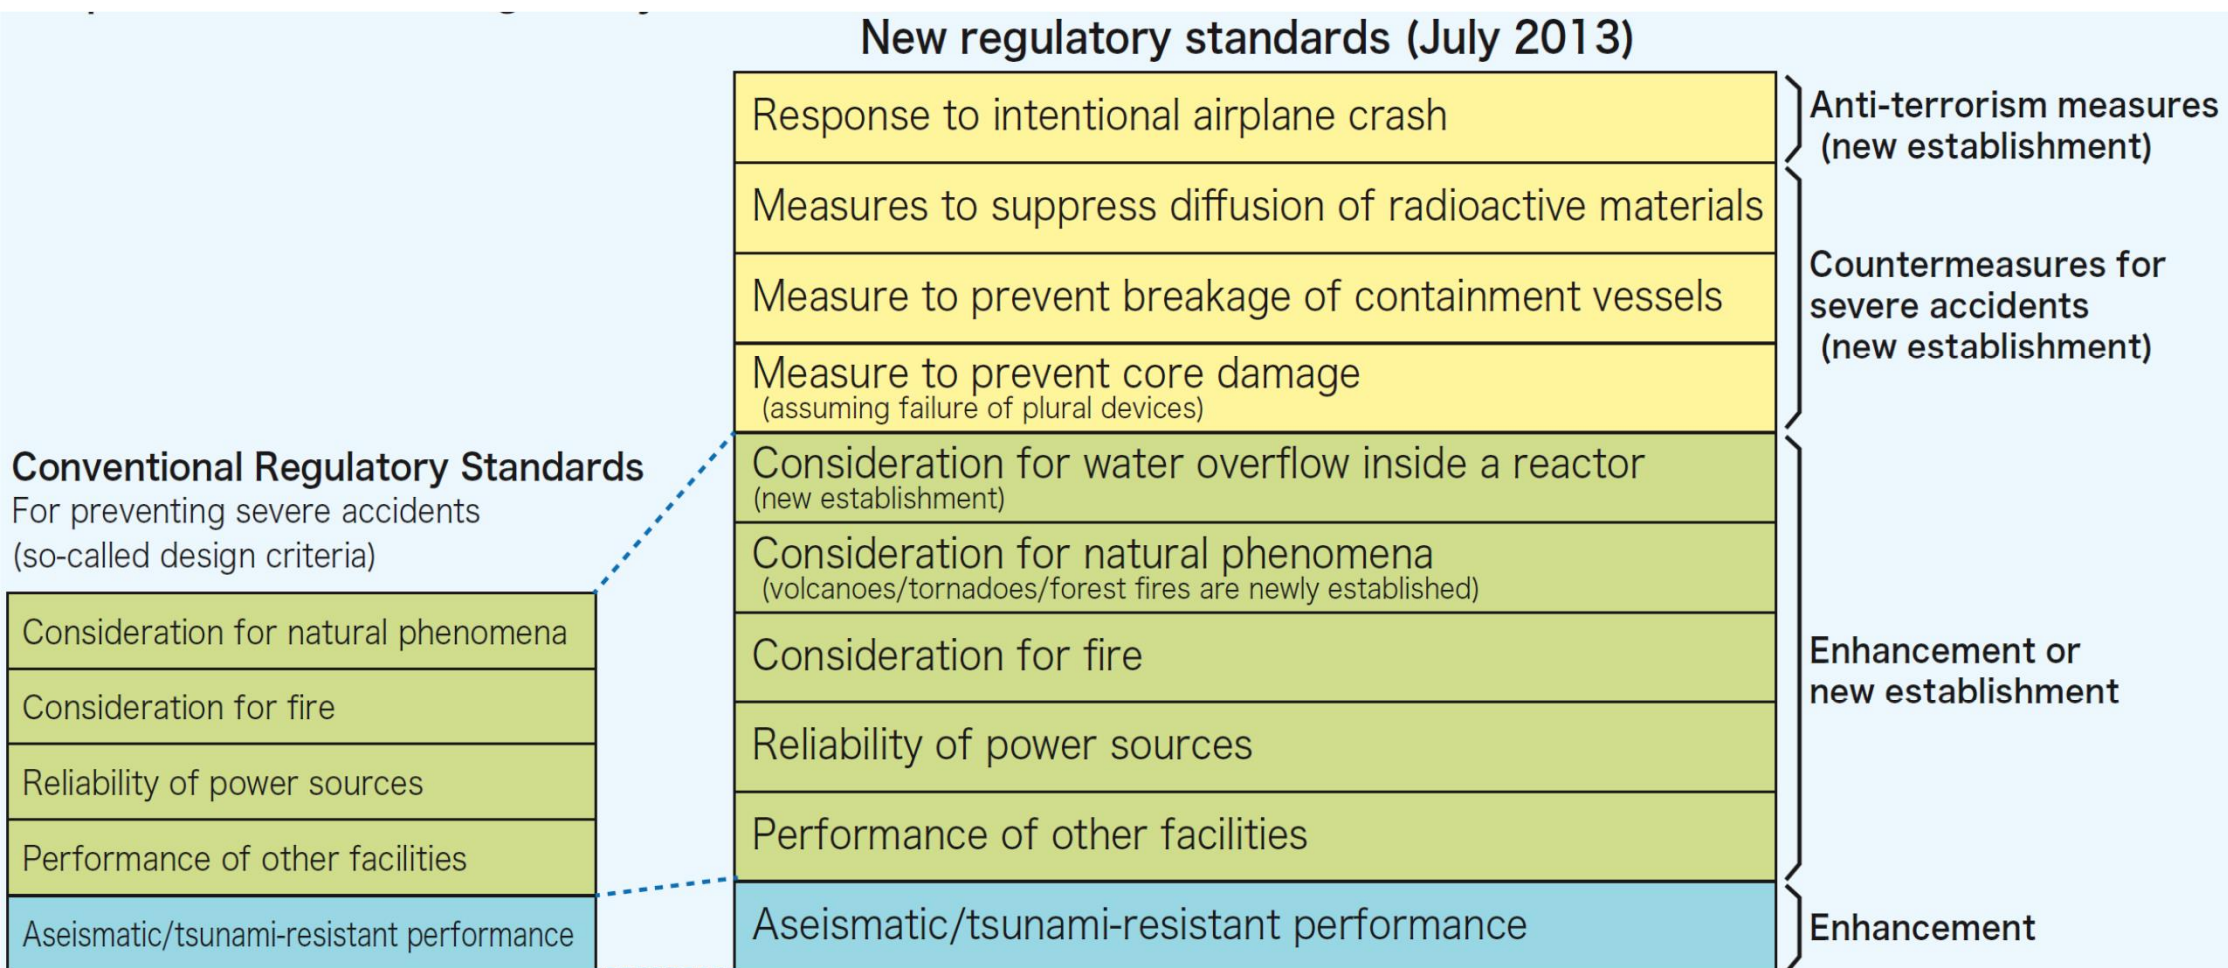 New regulatory standards (July 2013)
Response to intentional airplane crash
Measures to suppress diffusion of radioactive materials
Measure to prevent breakage of containment vessels
Measure to prevent core damage
(assuming failure of plural devices)
Consideration for water overflow inside a reactor
(new establishment)
Consideration for natural phenomena
(volcanoes/tornadoes/forest fires are newly established)
Consideration for fire
Reliability of power sources
Performance of other facilities
Aseismatic/tsunami-resistant performance
Anti-terrorism measures
(new establishment)
Countermeasures for
severe accidents
(new establishment)
Enhancement or
new establishment
Enhancement
Conventional Regulatory Standards
For preventing severe accidents
(so-called design criteria)
Consideration for natural phenomena
Consideration for fire
Reliability of power sources
Performance of other facilities
Aseismatic/tsunami-resistant performance